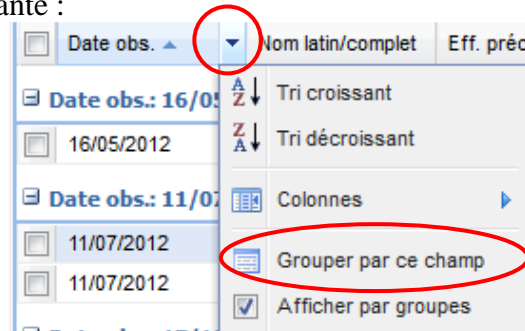 ante :
Date obs. Nom latin/complet Eff. préc
Date obs.: 16/05
Tri croissant
16/05/2012
Tri décroissant
Date obs.: 11/07
Colonnes
11/07/2012
Grouper par ce champ
11/07/2012
Afficher par groupes